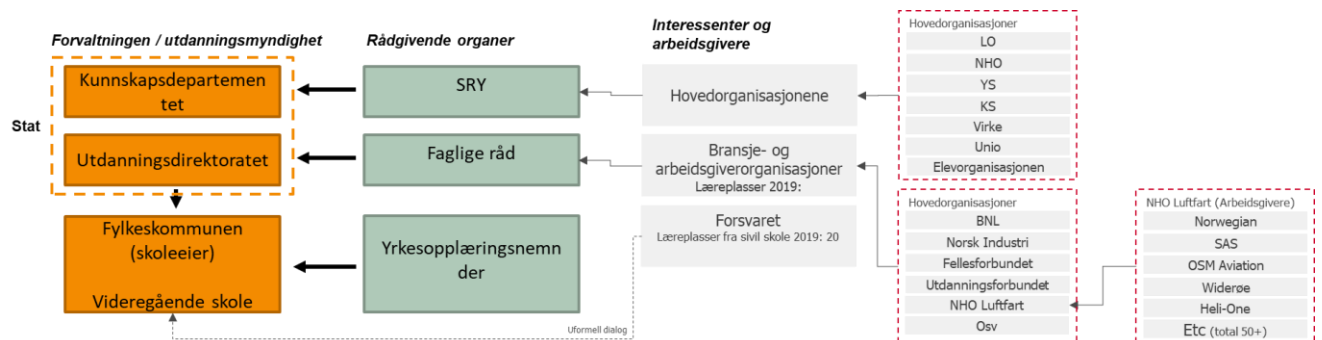 Forvaltningen / utdanningsmyndighet
Stat
Kunnskapsdepartemen
tet
Utdanningsdirektoratet
Fylkeskommunen
(skoleeier)
Videregående skole
Rådgivende organer
SRY
Faglige råd
Yrkesopplæringsnemn
der
Interessenter og
arbeidsgivere
Hovedorganisasjonene
Bransje- og
arbeidsgiverorganisasjoner
Læreplasser 2019:
Forsvaret
Læreplasser fra sivil skole 2019: 20
Uformell dialog
Hovedorganisasjoner
LO
NHO
YS
KS
Virke
Unio
Elevorganisasjonen
Hovedorganisasjoner
BNL
Norsk Industri
Fellesforbundet
Utdanningsforbundet
NHO Luftfart
Osv
NHO Luftfart (Arbeidsgivere)
Norwegian
SAS
OSM Aviation
Widerøe
Heli-One
Etc (total 50+)